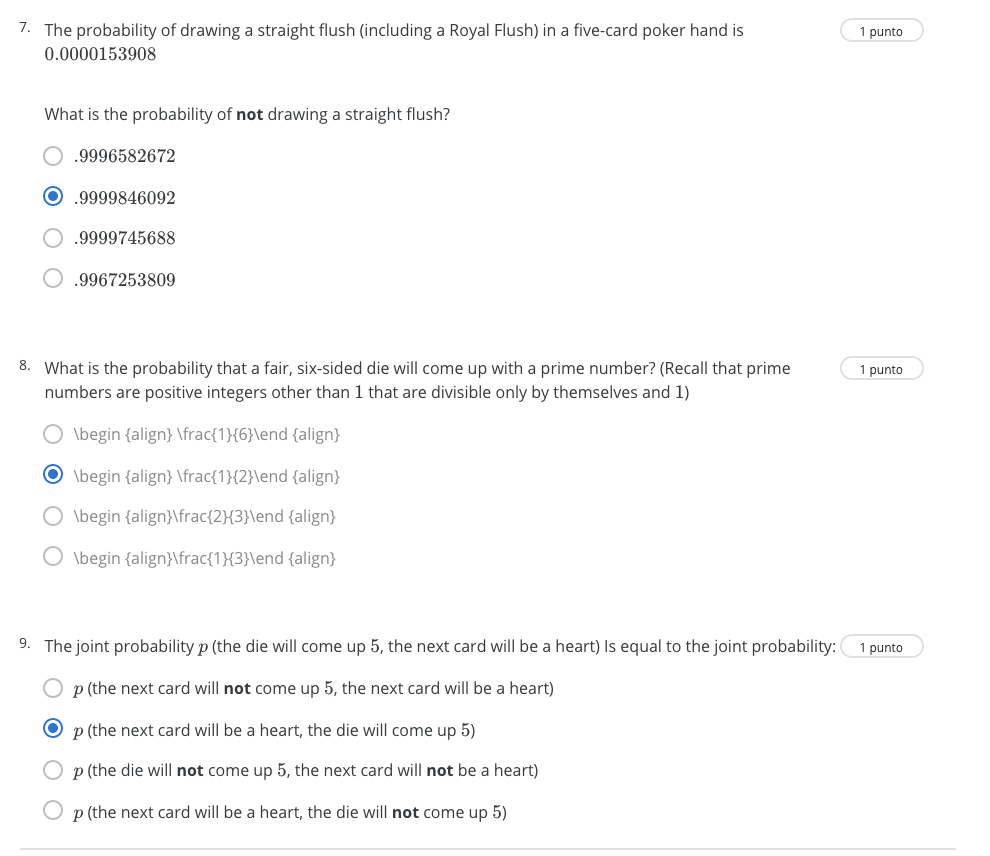 7. The probability of drawing a straight flush (including a Royal Flush) in a five-card poker hand is
0.0000153908
1 punto
What is the probability of not drawing a straight flush?
.9996582672
.9999846092
.9999745688
.9967253809
8. What is the probability that a fair, six-sided die will come up with a prime number? (Recall that prime
numbers are positive integers other than 1 that are divisible only by themselves and 1)
1 punto
\begin {align} \frac{1}{6}\end {align}
\begin {align} \frac{1}{2}\end {align}
\begin {align}\frac{2}{3}\end {align}
\begin {align}\frac{1}{3}\end {align}
9. The joint probability p (the die will come up 5, the next card will be a heart) Is equal to the joint probability:
1 punto
p (the next card will not come up 5, the next card will be a heart)
p (the next card will be a heart, the die will come up 5)
p (the die will not come up 5, the next card will not be a heart)
p (the next card will be a heart, the die will not come up 5)